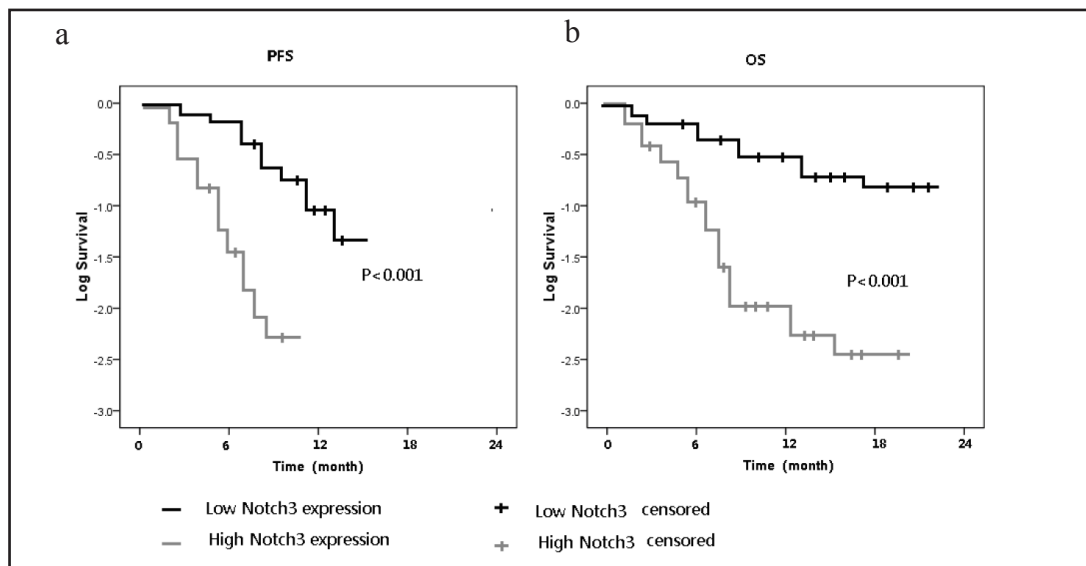 a
PFS
Log Survival
0.0
-0.5
-1.0
-1.5
-2.0
-2.5
-3.0
P<0.001
0 6 12 18 24
Time (month)
b
OS
Log Survival
0.0
-0.5
-1.0
-1.5
-2.0
-2.5
-3.0
P<0.001
0 6 12 18 24
Time (month)
Low Notch3 expression
High Notch3 expression
Low Notch3 censored
High Notch3 censored